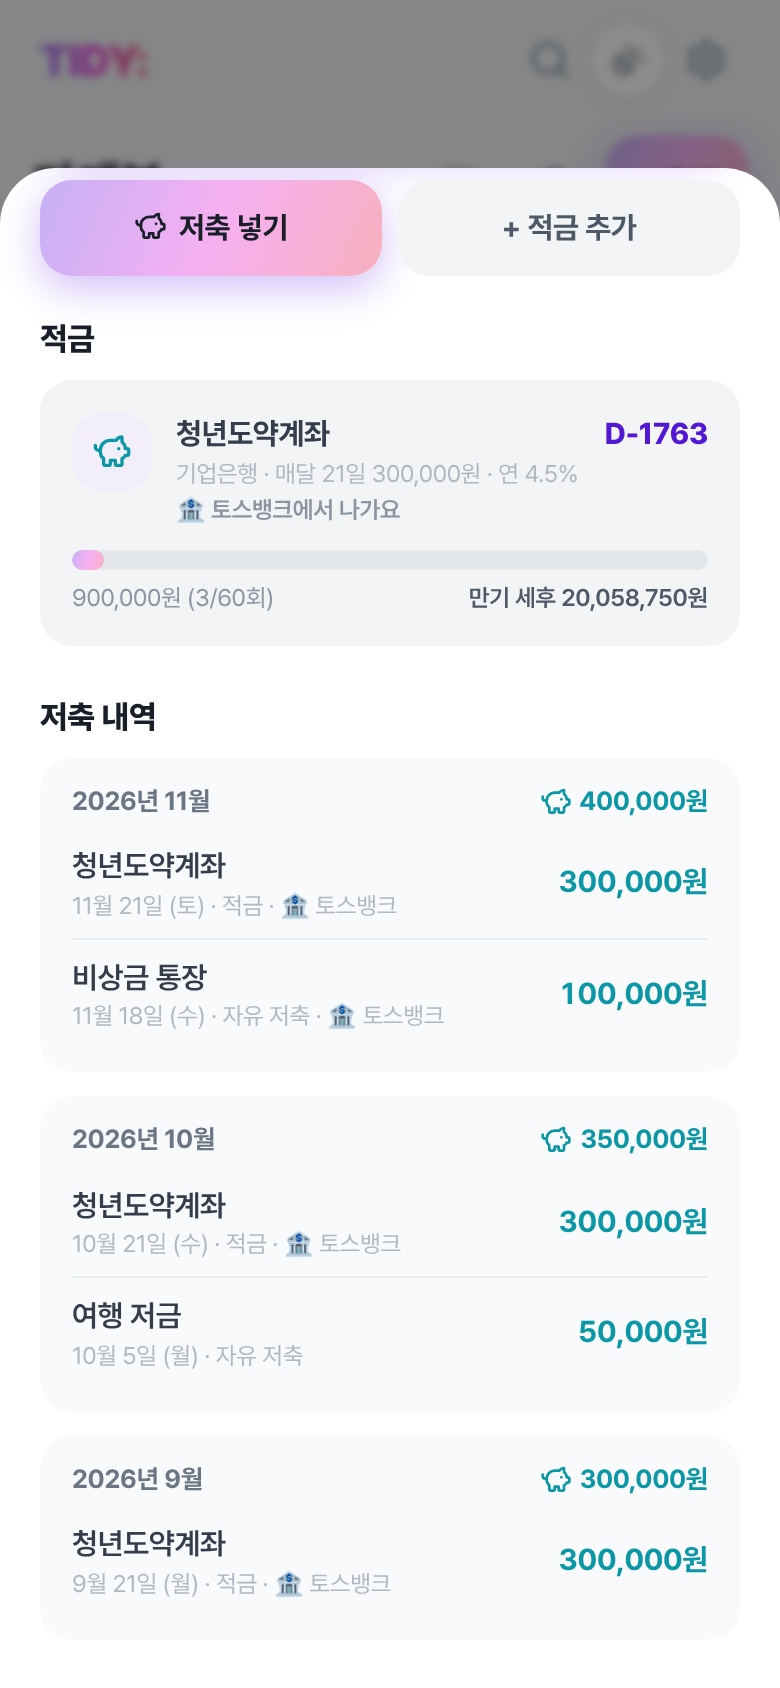 TIDY:
저축 넣기
+ 적금 추가
적금
청년도약계좌
D-1763
기업은행 · 매달 21일 300,000원 · 연 4.5%
토스뱅크에서 나가요
900,000원 (3/60회)
만기 세후 20,058,750원
저축 내역
2026년 11월
400,000원
청년도약계좌
300,000원
11월 21일 (토) · 적금 · 토스뱅크
비상금 통장
100,000원
11월 18일 (수) · 자유 저축 · 토스뱅크
2026년 10월
350,000원
청년도약계좌
300,000원
10월 21일 (수) · 적금 · 토스뱅크
여행 저금
50,000원
10월 5일 (월) · 자유 저축
2026년 9월
300,000원
청년도약계좌
300,000원
9월 21일 (월) · 적금 · 토스뱅크